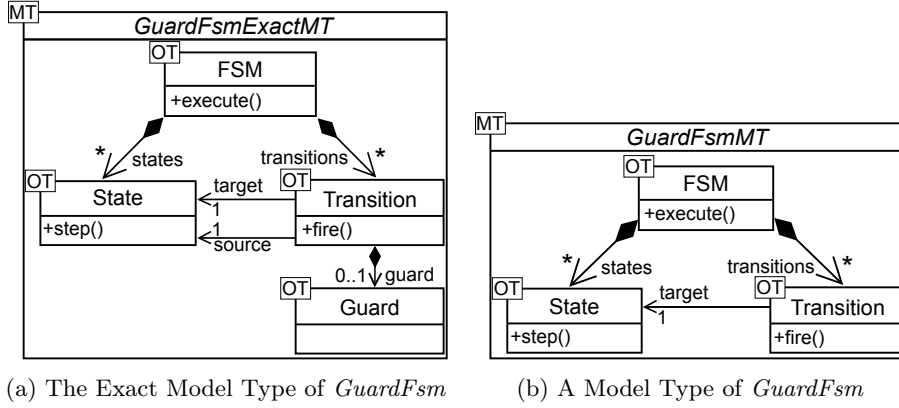 MT
GuardFsmExactMT
OT
FSM
+execute()
* states
transitions *
OT
State
+step()
target
1
1
source
OT
Transition
+fire()
0..1 guard
OT
Guard
(a) The Exact Model Type of GuardFsm
MT
GuardFsmMT
OT
FSM
+execute()
* states
transitions *
OT
State
+step()
target
1
OT
Transition
+fire()
(b) A Model Type of GuardFsm